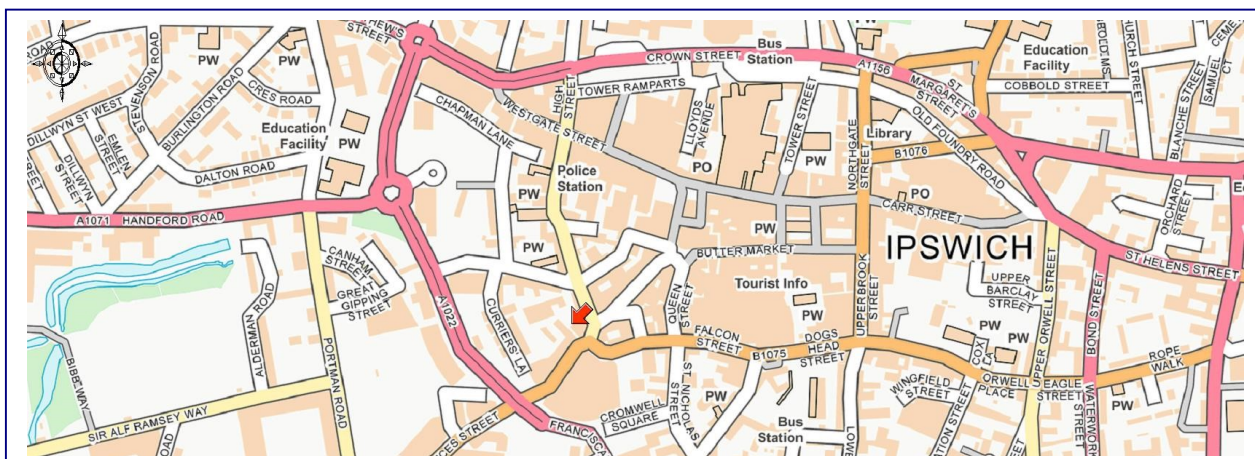 THEW'S
STREET
ROAD
PW
PW
PW
CROWN STREET
Bus
Station
A1156
ST
MARGARET'S
STREET
Education
Facility
COBBOLD STREET
CHURCH STREET
BLANCHE STREET
SAMUEL
CT
STEVENSON ROAD
BURLINGTON ROAD
CRES ROAD
DILLWYN ST WEST
EMLEN
STREET
DILLWYN
STREET
DALTON ROAD
Education
Facility
PW
CHAPMAN LANE
WESTGATE STREET
HIGH
STREET
TOWER RAMPARTS
LLOYDS
AVENUE
TOWER STREET
PW
PO
NORTHGATE
STREET
Library
B1076
OLD FOUNDRY ROAD
PO
CARR STREET
ORCHARD
STREET
Police
Station
PW
PW
PW
A1071
HANDFORD ROAD
BUTTER MARKET
IPSWICH
ST HELENS STREET
CANHAM
STREET
GREAT
GIPPING
STREET
A1022
CURRIERS' LA
ALDERMAN ROAD
PORTMAN ROAD
QUEEN
STREET
Tourist Info
PW
UPPER BROOK
STREET
UPPER
BARCLAY
STREET
UPPER ORWELL STREET
BOND STREET
PW
PW
COX
LA
FALCON
STREET
B1075
DOGS
HEAD
STREET
ORWELL
PLACE
EAGLE
STREET
ROPE
WALK
PW
WINGFIELD
STREET
SIR ALF RAMSEY WAY
CROMWELL
SQUARE
ST NICHOLAS
STREET
PW
Bus
Station